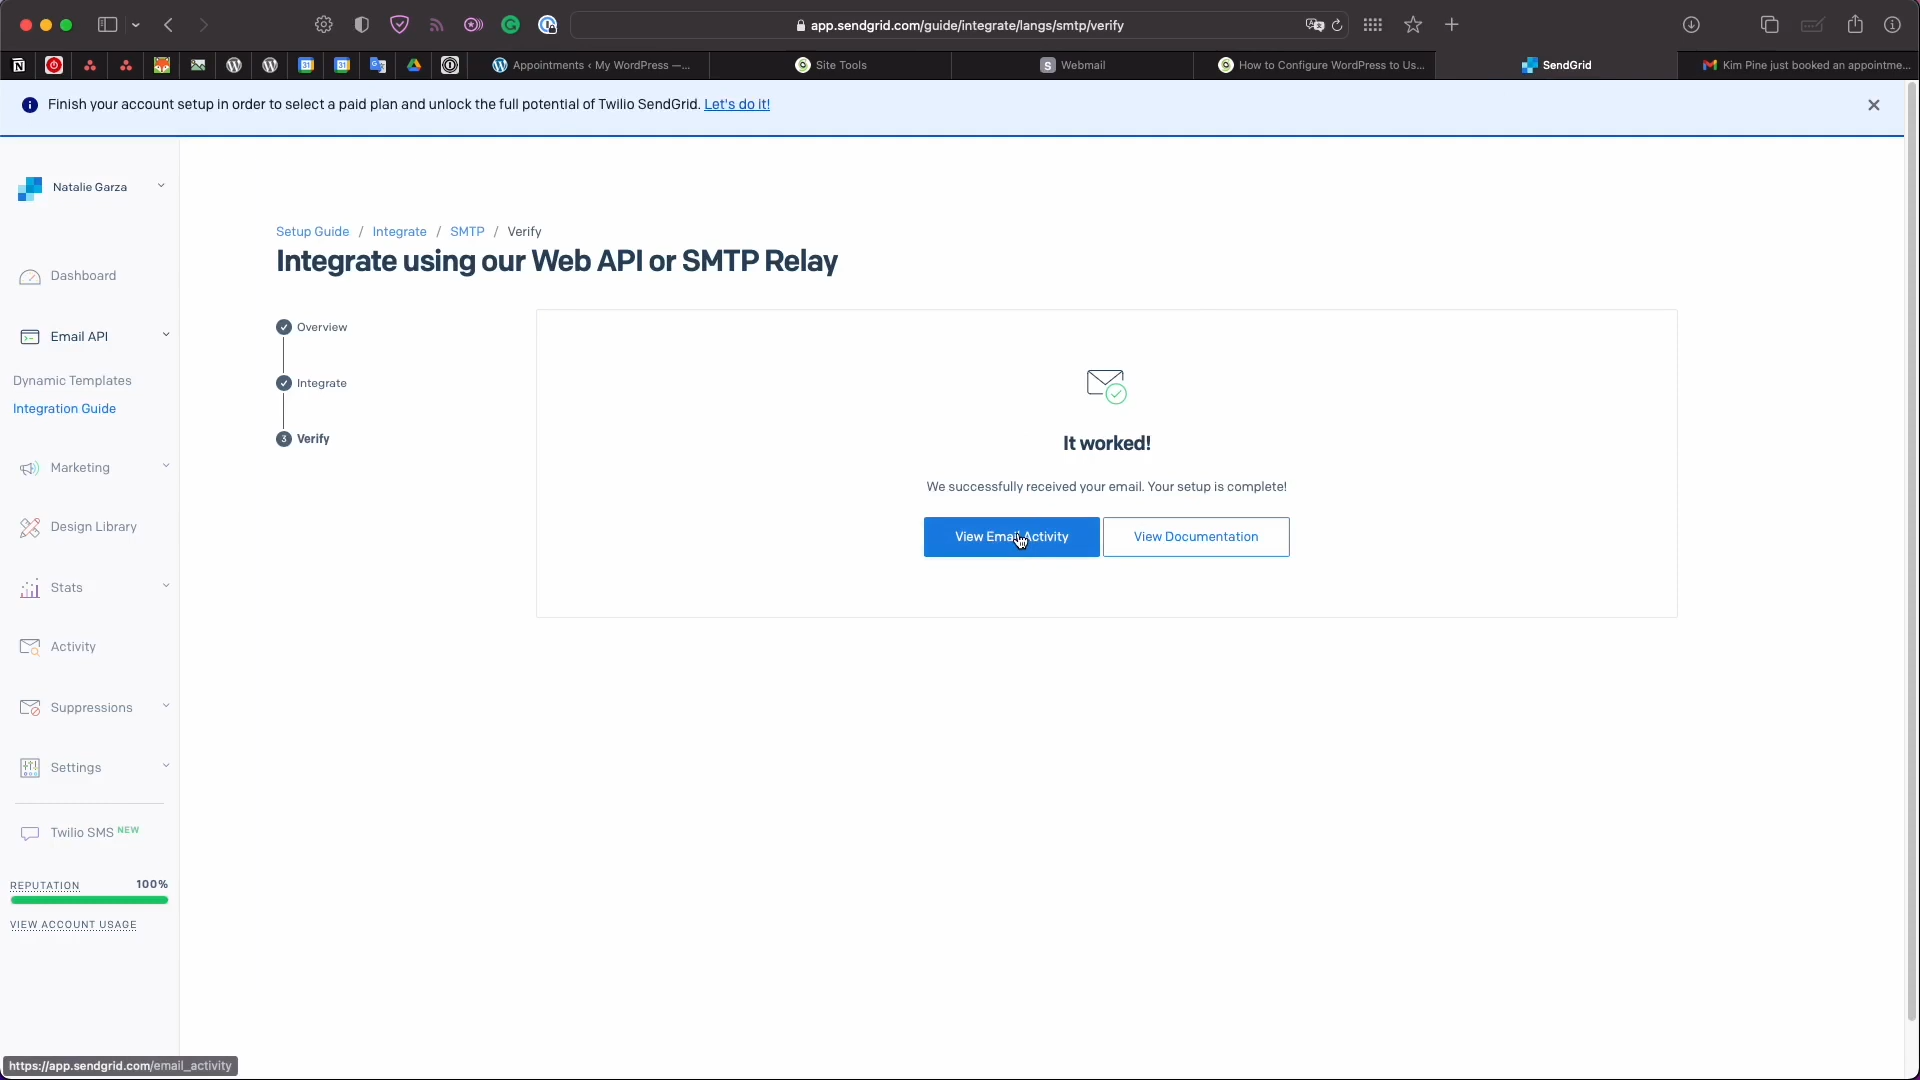 app.sendgrid.com/guide/integrate/langs/smtp/verify
Appointments ‹ My WordPress —...
Site Tools
Webmail
How to Configure WordPress to Us...
SendGrid
Kim Pine just booked an appointme...
Finish your account setup in order to select a paid plan and unlock the full potential of Twilio SendGrid. Let's do it!
Natalie Garza
Setup Guide / Integrate / SMTP / Verify
Integrate using our Web API or SMTP Relay
Dashboard
Overview
Email API
Integrate
Dynamic Templates
Integration Guide
3 Verify
It worked!
Marketing
We successfully received your email. Your setup is complete!
Design Library
View Email Activity
View Documentation
Stats
Activity
Suppressions
Settings
Twilio SMS NEW
REPUTATION 100%
VIEW ACCOUNT USAGE
https://app.sendgrid.com/email_activity